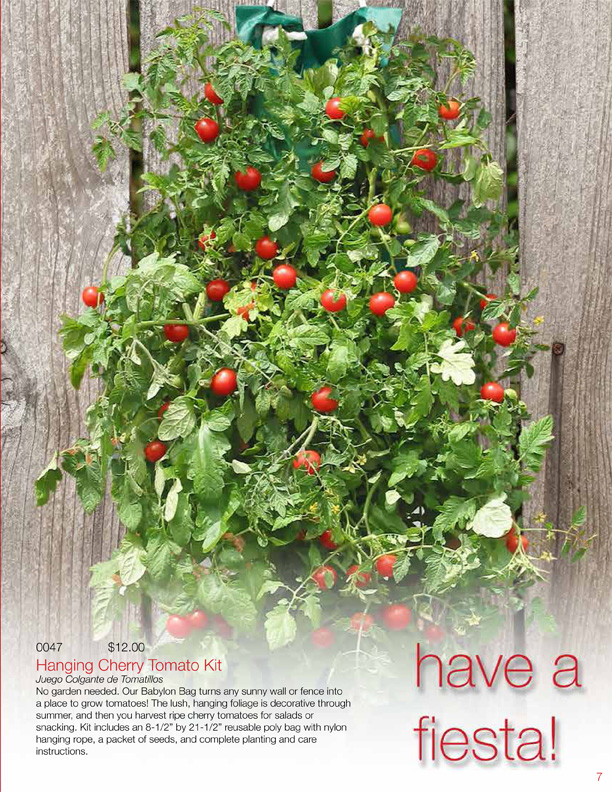 0047 $12.00
Hanging Cherry Tomato Kit
Juego Colgante de Tomatillos
No garden needed. Our Babylon Bag turns any sunny wall or fence into
a place to grow tomatoes! The lush, hanging foliage is decorative through
summer, and then you harvest ripe cherry tomatoes for salads or
snacking. Kit includes an 8-1/2” by 21-1/2” reusable poly bag with nylon
hanging rope, a packet of seeds, and complete planting and care
instructions.
have a
fiesta!
7